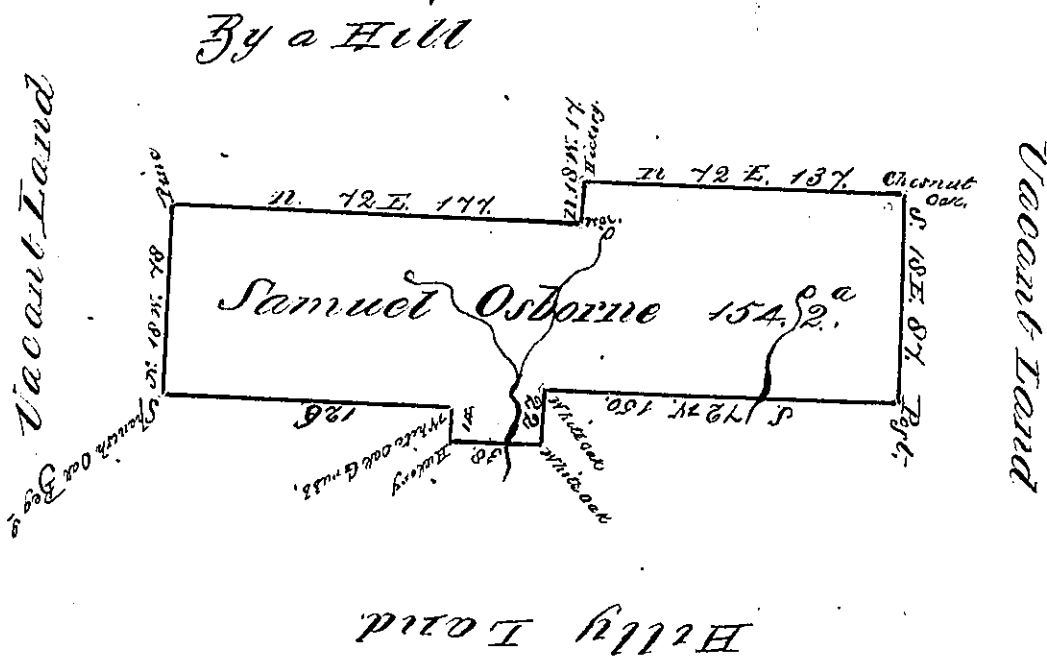 By a Hill
Vacant Land
Vacant Land
Hilly Land
Samuel Osborne 154.2.a
n. 72 E. 177.
N 18 W. 17
Hickory
N 72 E. 137.
Chesnut
Oak.
S. 18 E. 87.
Post.
S. 72 W. 150.
White Oak
22
White Oak
38
Hickory
White Oak Grubb,
126
Spanish Oak Beg.g
N. 18 W. 78